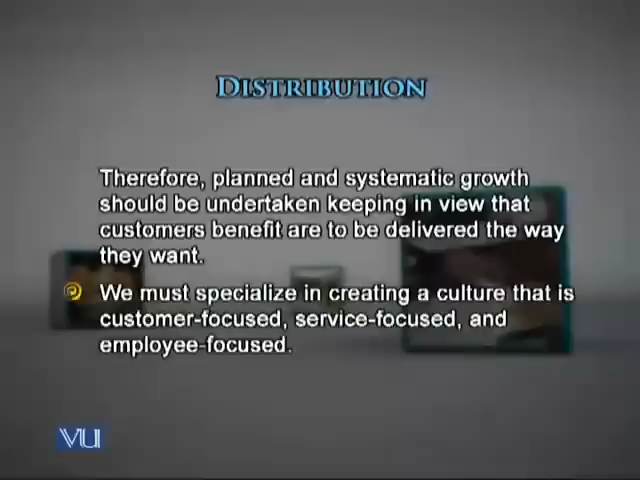 DISTRIBUTION
Therefore, planned and systematic growth
should be undertaken keeping in view that
customers benefit are to be delivered the way
they want.
We must specialize in creating a culture that is
customer-focused, service-focused, and
employee-focused.
VU